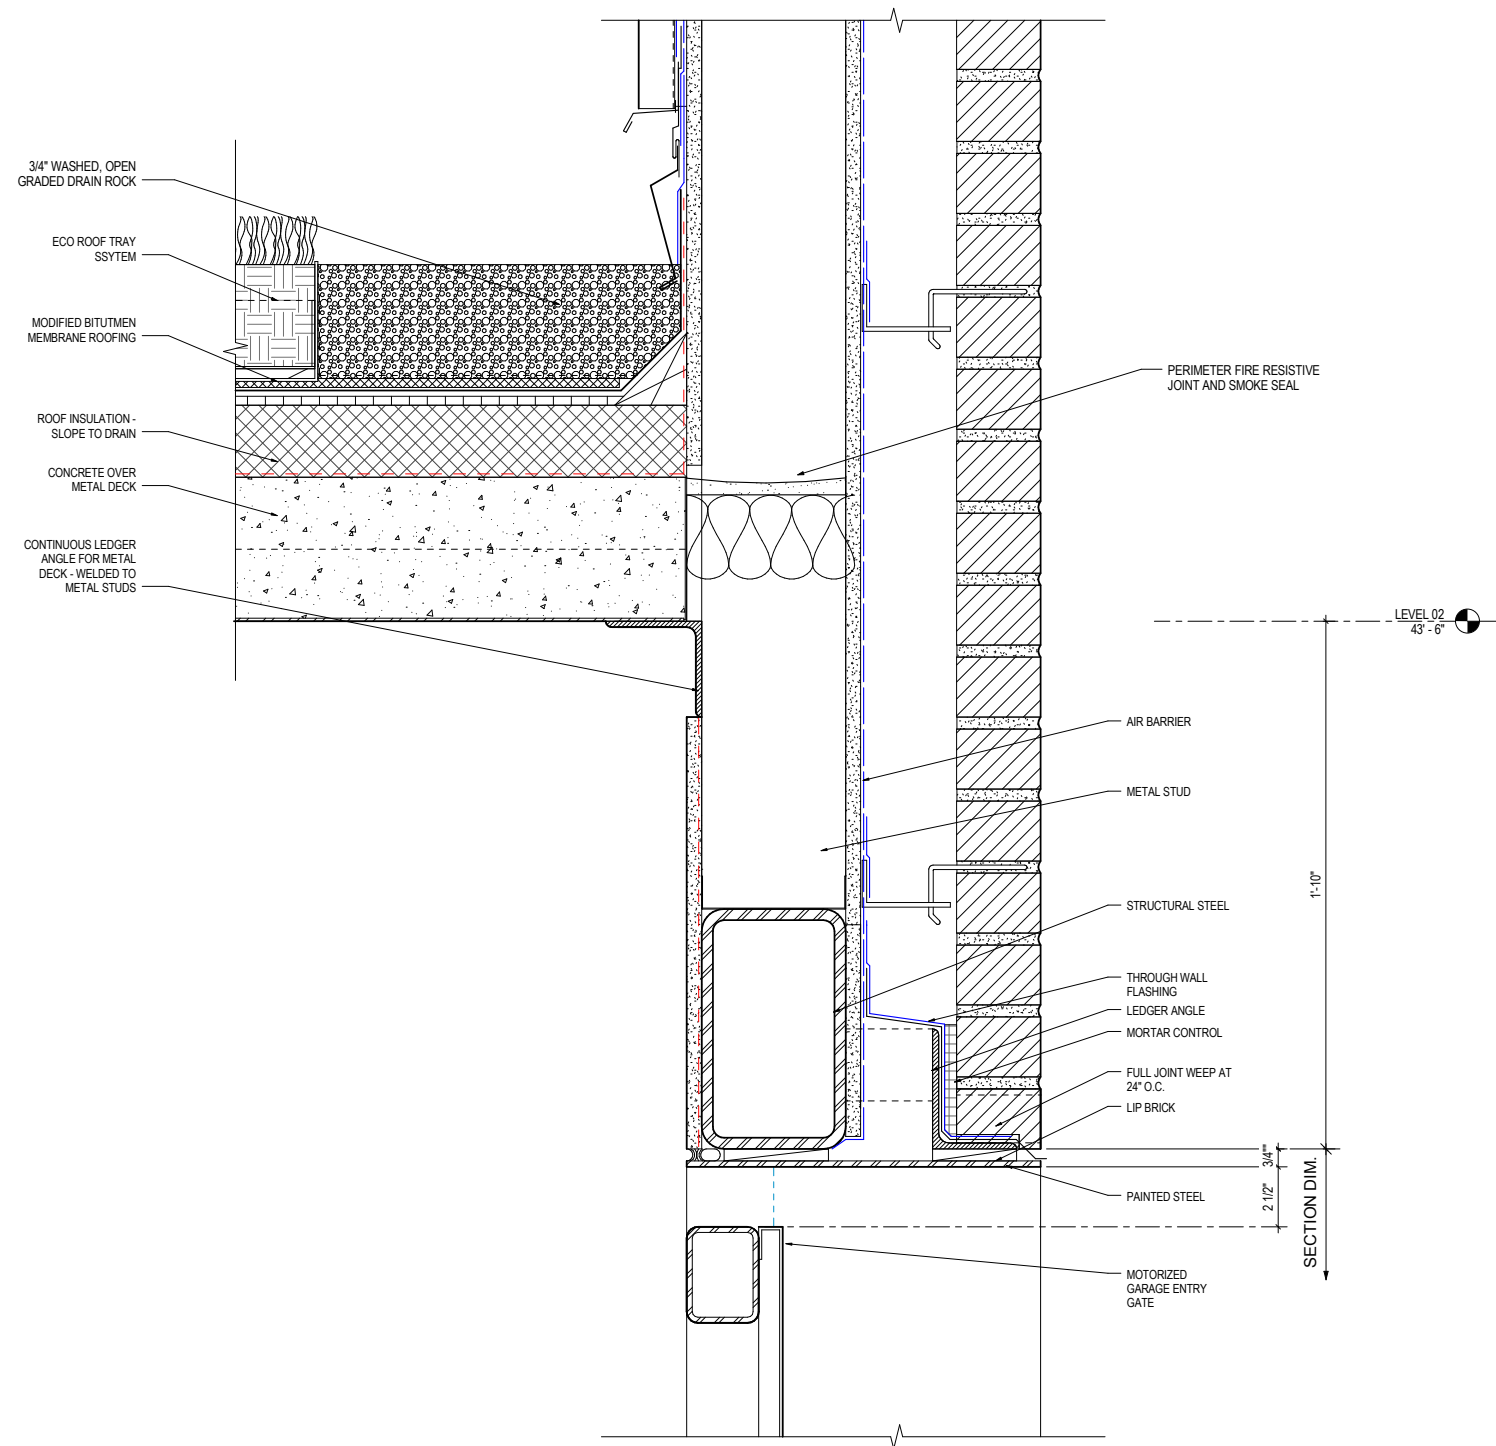 3/4" WASHED, OPEN
GRADED DRAIN ROCK
ECO ROOF TRAY
SSYTEM
MODIFIED BITUTMEN
MEMBRANE ROOFING
ROOF INSULATION -
SLOPE TO DRAIN
CONCRETE OVER
METAL DECK
CONTINUOUS LEDGER
ANGLE FOR METAL
DECK - WELDED TO
METAL STUDS
PERIMETER FIRE RESISTIVE
JOINT AND SMOKE SEAL
LEVEL 02
43' - 6"
AIR BARRIER
METAL STUD
STRUCTURAL STEEL
THROUGH WALL
FLASHING
LEDGER ANGLE
MORTAR CONTROL
FULL JOINT WEEP AT
24" O.C.
LIP BRICK
PAINTED STEEL
MOTORIZED
GARAGE ENTRY
GATE
1'-10"
3/4""
2 1/2"
SECTION DIM.